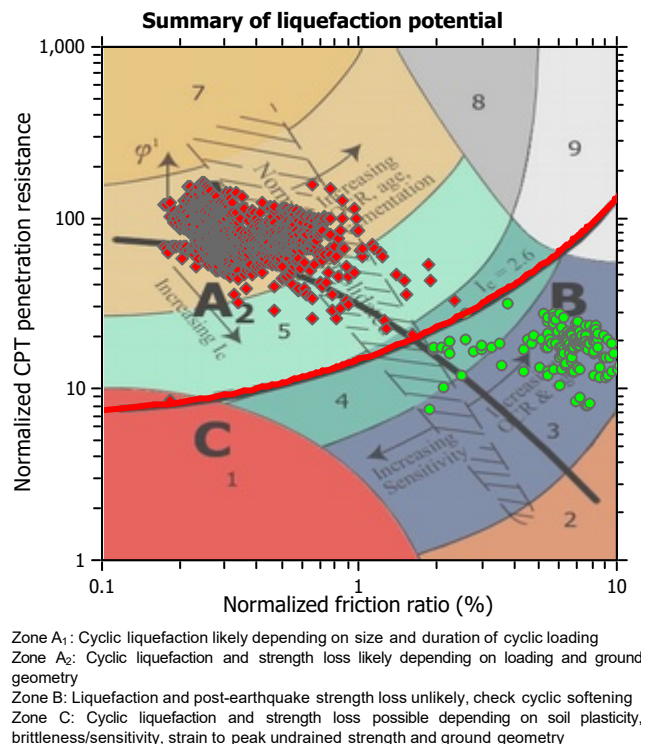 Summary of liquefaction potential
1,000
7
8
9
φ¹
Increasing
100
A₂
Increasing Ic
5
Ic = 2.6
B
10
4
3
C
1
Increasing
Sensitivity
2
1
0.1
1
10
Normalized CPT penetration resistance
Normalized friction ratio (%)
Zone A₁: Cyclic liquefaction likely depending on size and duration of cyclic loading
Zone A₂: Cyclic liquefaction and strength loss likely depending on loading and ground
geometry
Zone B: Liquefaction and post-earthquake strength loss unlikely, check cyclic softening
Zone C: Cyclic liquefaction and strength loss possible depending on soil plasticity,
brittleness/sensitivity, strain to peak undrained strength and ground geometry